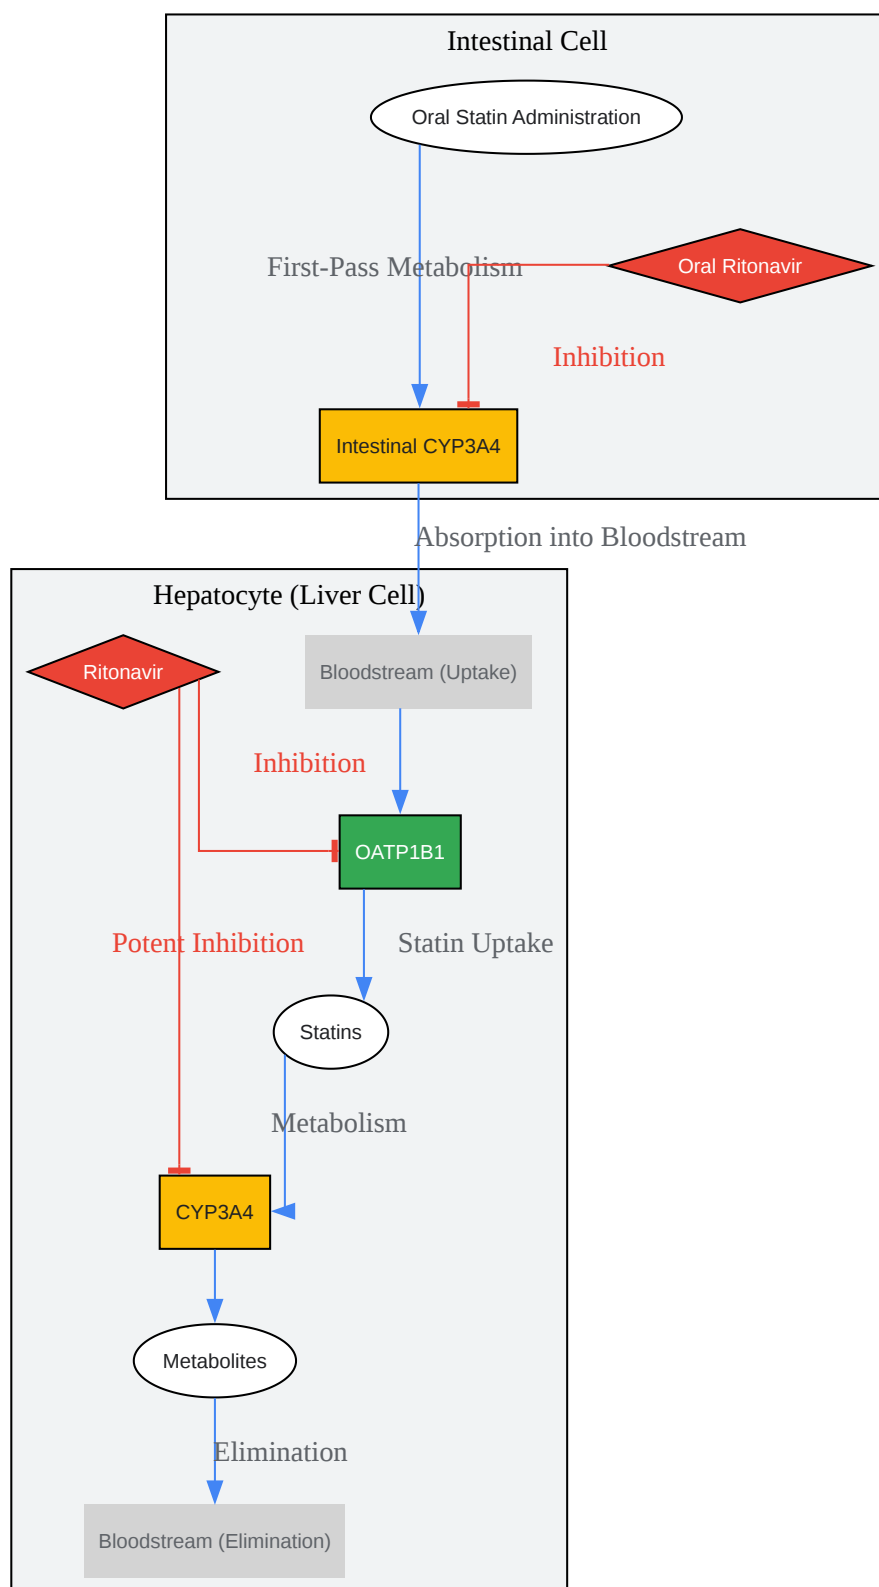 Intestinal Cell
Oral Statin Administration
First-Pass Metabolism
Oral Ritonavir
Inhibition
Intestinal CYP3A4
Absorption into Bloodstream
Hepatocyte (Liver Cell)
Ritonavir
Bloodstream (Uptake)
Inhibition
OATP1B1
Potent Inhibition
Statin Uptake
Statins
Metabolism
CYP3A4
Metabolites
Elimination
Bloodstream (Elimination)